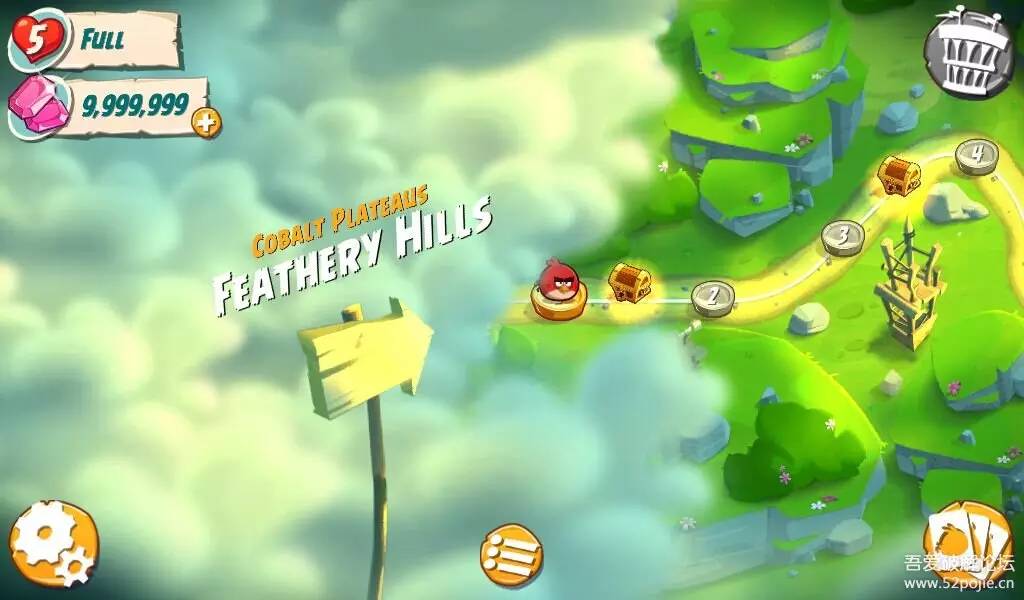 5
FULL
9,999,999
COBALT PLATEAUS
FEATHERY HILLS
4
3
2
吾爱破解论坛
www.52pojie.cn